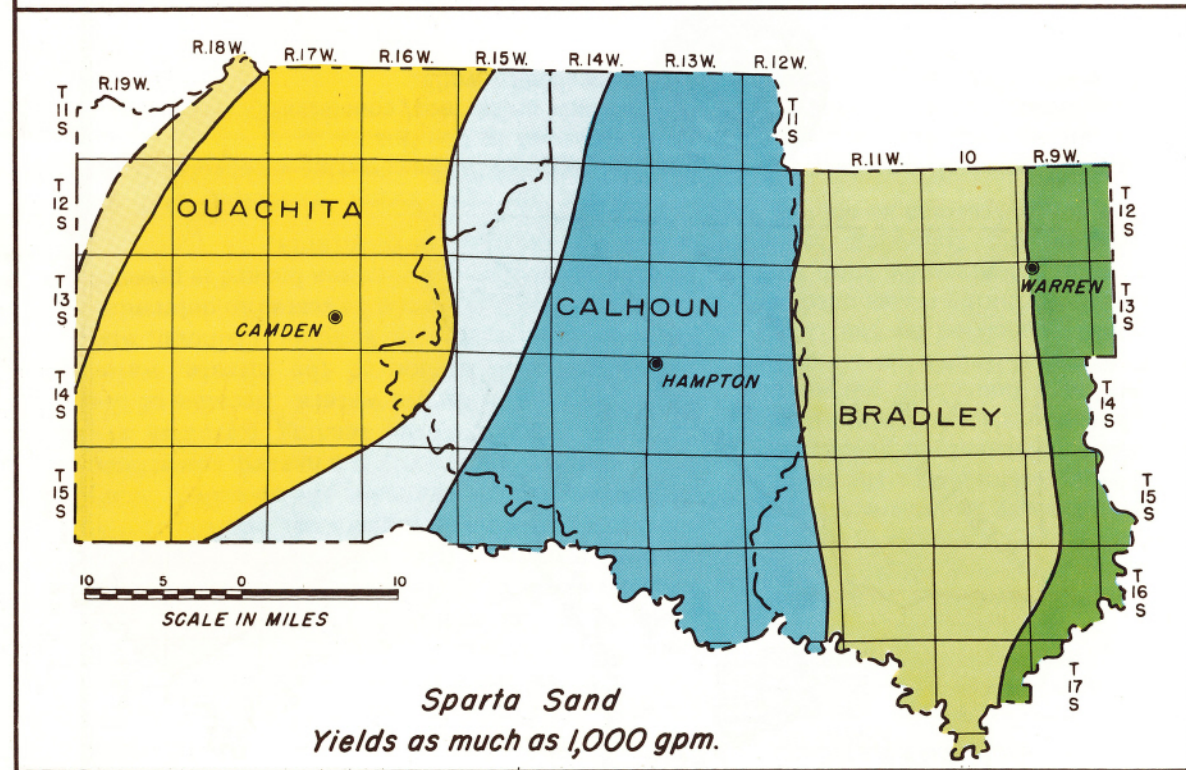 R.18W. R.17W. R.16W. R.15W. R.14W. R.13W. R.12W.
R.19W.
T
11
S
T
11
S
R.11W. 10 R.9W.
T
12
S
OUACHITA
T
12
S
T
13
S
CAMDEN
CALHOUN
WARREN
T
13
S
T
14
S
HAMPTON
BRADLEY
T
14
S
T
15
S
T
15
S
10 5 0 10
SCALE IN MILES
T
16
S
T
17
S
Sparta Sand
Yields as much as 1,000 gpm.